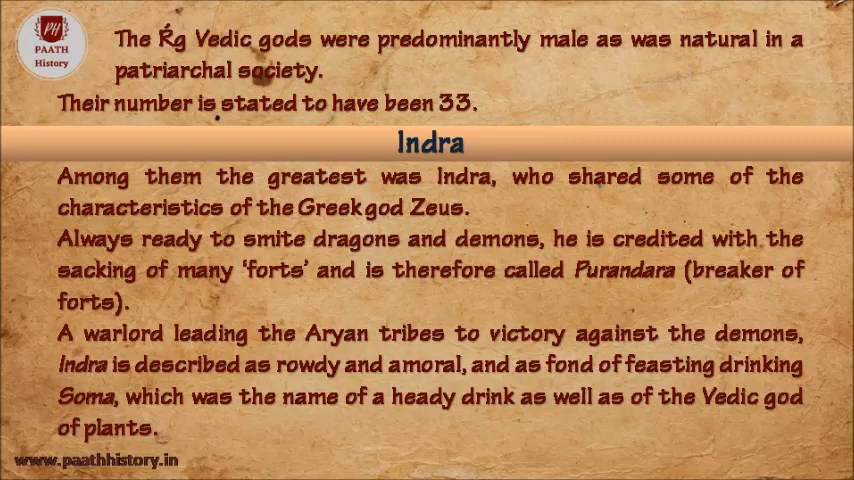 PH
PAATH
History
The Ŕg Vedic gods were predominantly male as was natural in a
patriarchal society.
Their number is stated to have been 33.
Indra
Among them the greatest was Indra, who shared some of the
characteristics of the Greek god Zeus.
Always ready to smite dragons and demons, he is credited with the
sacking of many ‘forts’ and is therefore called Purandara (breaker of
forts).
A warlord leading the Aryan tribes to victory against the demons,
Indra is described as rowdy and amoral, and as fond of feasting drinking
Soma, which was the name of a heady drink as well as of the Vedic god
of plants.
www.paathhistory.in